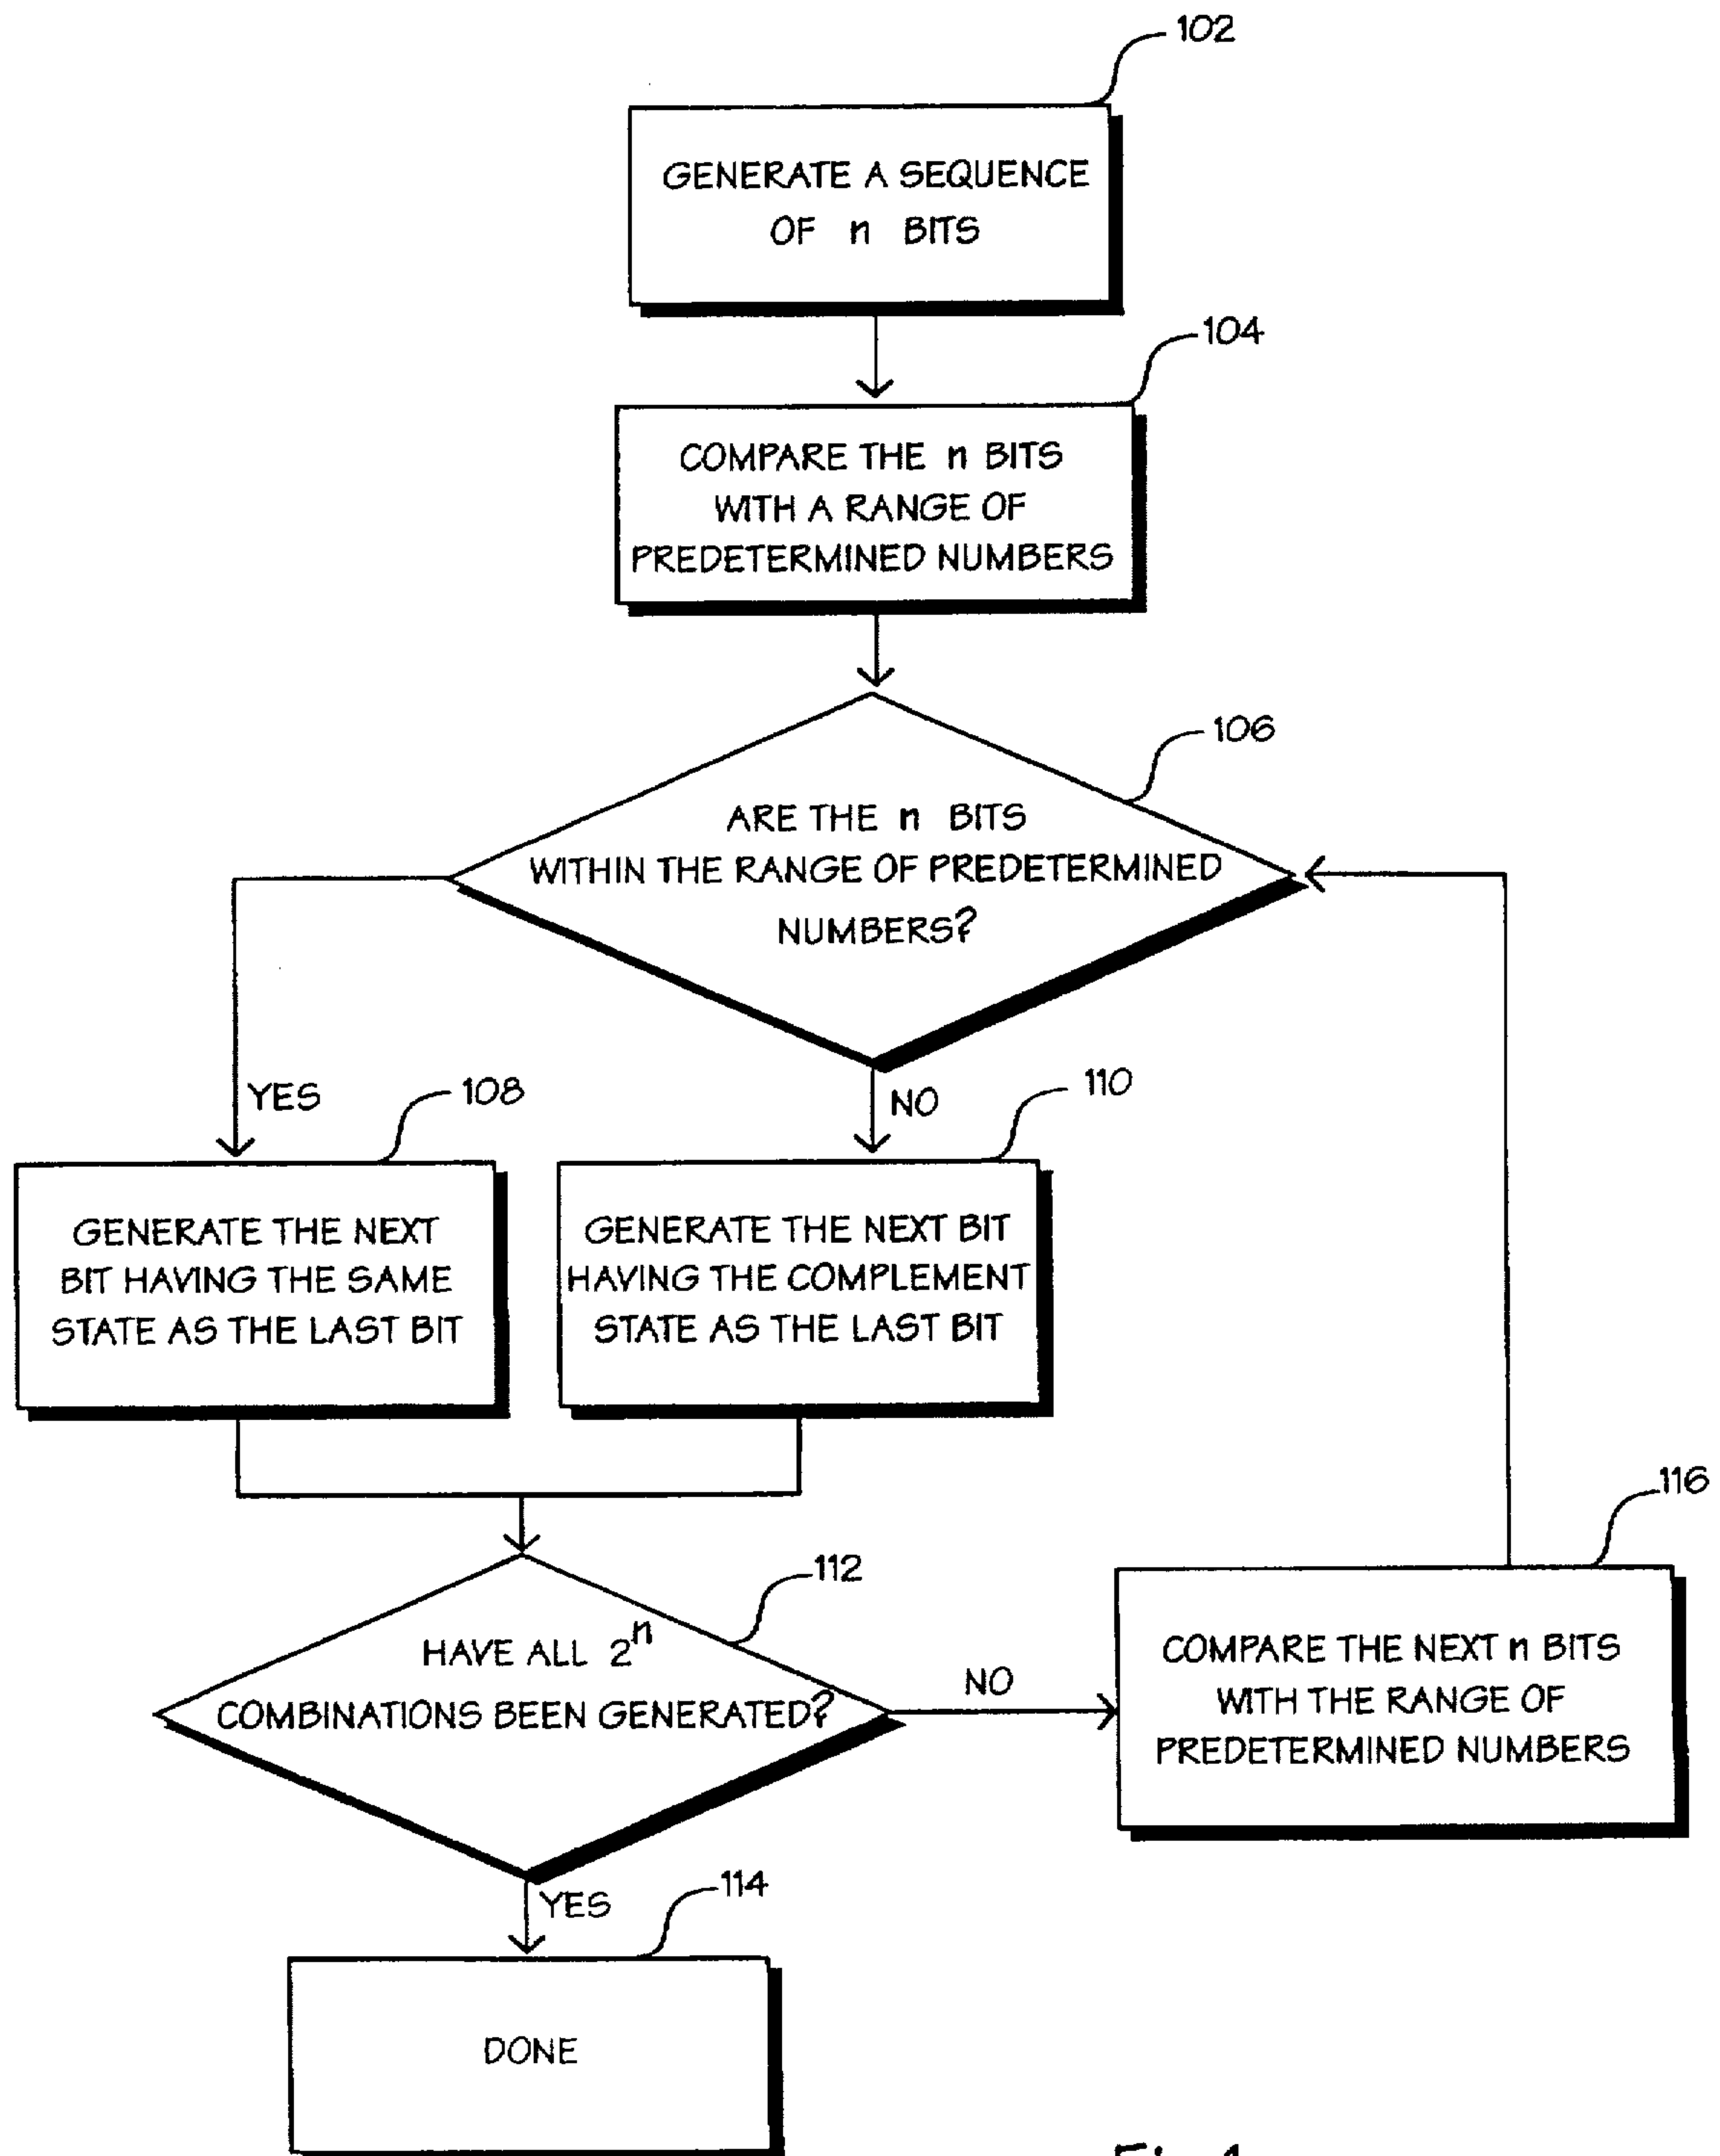 102
GENERATE A SEQUENCE
OF n BITS
104
COMPARE THE n BITS
WITH A RANGE OF
PREDETERMINED NUMBERS
106
ARE THE n BITS
WITHIN THE RANGE OF PREDETERMINED
NUMBERS?
YES
108
NO
110
GENERATE THE NEXT
BIT HAVING THE SAME
STATE AS THE LAST BIT
GENERATE THE NEXT BIT
HAVING THE COMPLEMENT
STATE AS THE LAST BIT
112
HAVE ALL 2^n
COMBINATIONS BEEN GENERATED?
NO
116
COMPARE THE NEXT n BITS
WITH THE RANGE OF
PREDETERMINED NUMBERS
YES
114
DONE